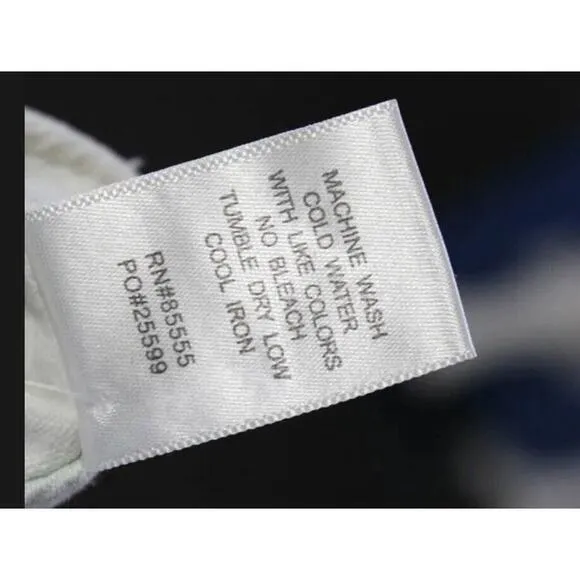 MACHINE WASH
COLD WATER
WITH LIKE COLORS
NO BLEACH
TUMBLE DRY LOW
COOL IRON
RN#85555
PO#25599